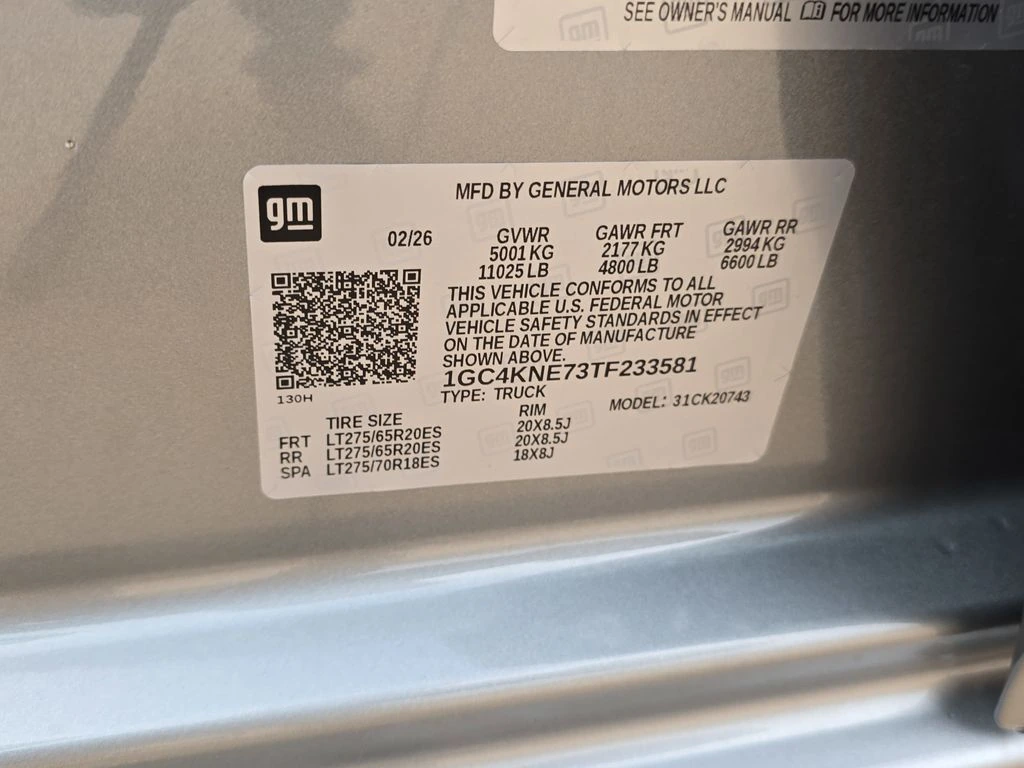 SEE OWNER'S MANUAL FOR MORE INFORMATION
gm
MFD BY GENERAL MOTORS LLC
02/26 GVWR GAWR FRT GAWR RR
5001 KG 2177 KG 2994 KG
11025 LB 4800 LB 6600 LB
THIS VEHICLE CONFORMS TO ALL
APPLICABLE U.S. FEDERAL MOTOR
VEHICLE SAFETY STANDARDS IN EFFECT
ON THE DATE OF MANUFACTURE
SHOWN ABOVE.
1GC4KNE73TF233581
130H
TYPE: TRUCK MODEL: 31CK20743
TIRE SIZE RIM
FRT LT275/65R20ES 20X8.5J
RR LT275/65R20ES 20X8.5J
SPA LT275/70R18ES 18X8J